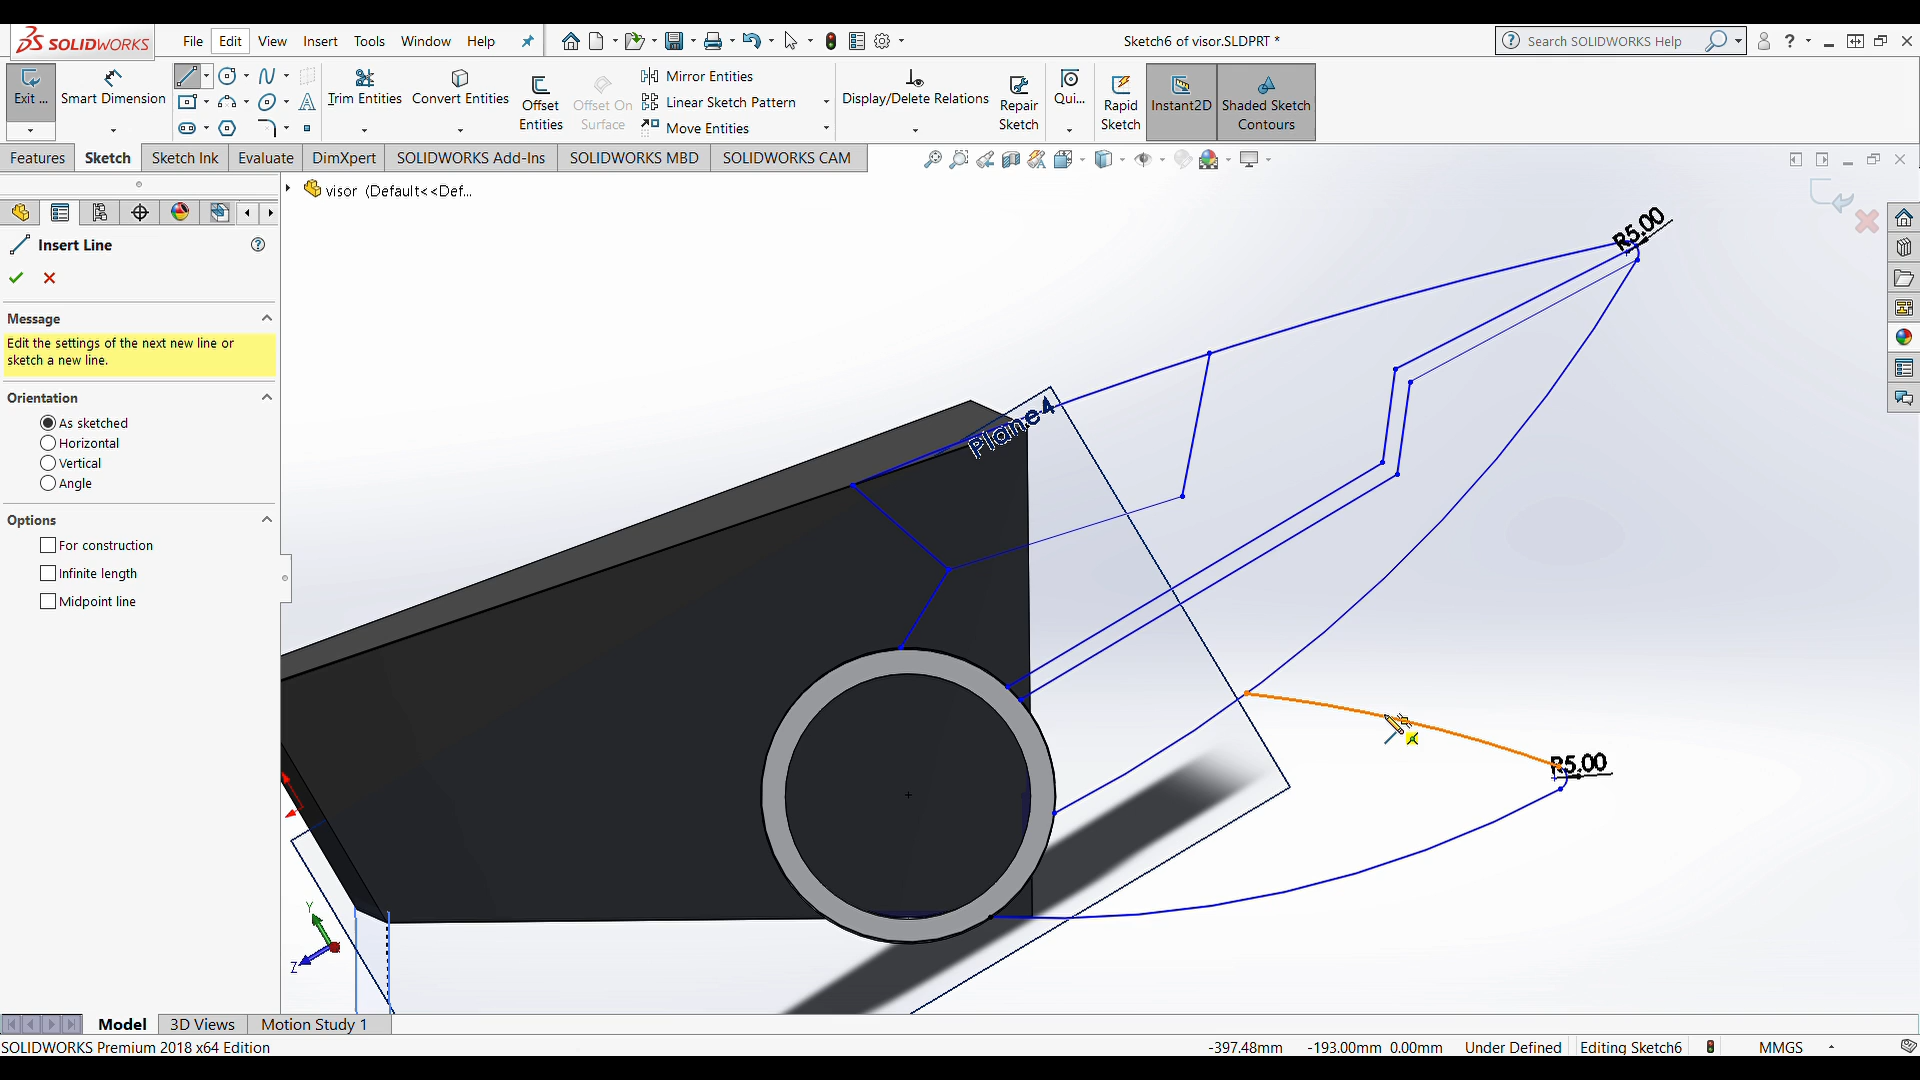 SOLIDWORKS
File Edit View Insert Tools Window Help
Sketch6 of visor.SLDPRT *
Search SOLIDWORKS Help
Exit ...
Smart Dimension
Trim Entities
Convert Entities
Offset
Entities
Offset On
Surface
Mirror Entities
Linear Sketch Pattern
Move Entities
Display/Delete Relations
Repair
Sketch
Qui...
Rapid
Sketch
Instant2D
Shaded Sketch
Contours
Features
Sketch
Sketch Ink
Evaluate
DimXpert
SOLIDWORKS Add-Ins
SOLIDWORKS MBD
SOLIDWORKS CAM
visor (Default<<Def...
Insert Line
Message
Edit the settings of the next new line or
sketch a new line.
Orientation
As sketched
Horizontal
Vertical
Angle
Options
For construction
Infinite length
Midpoint line
R5.00
Plane4
R5.00
Y
Z
Model
3D Views
Motion Study 1
SOLIDWORKS Premium 2018 x64 Edition
-397.48mm
-193.00mm 0.00mm
Under Defined
Editing Sketch6
MMGS